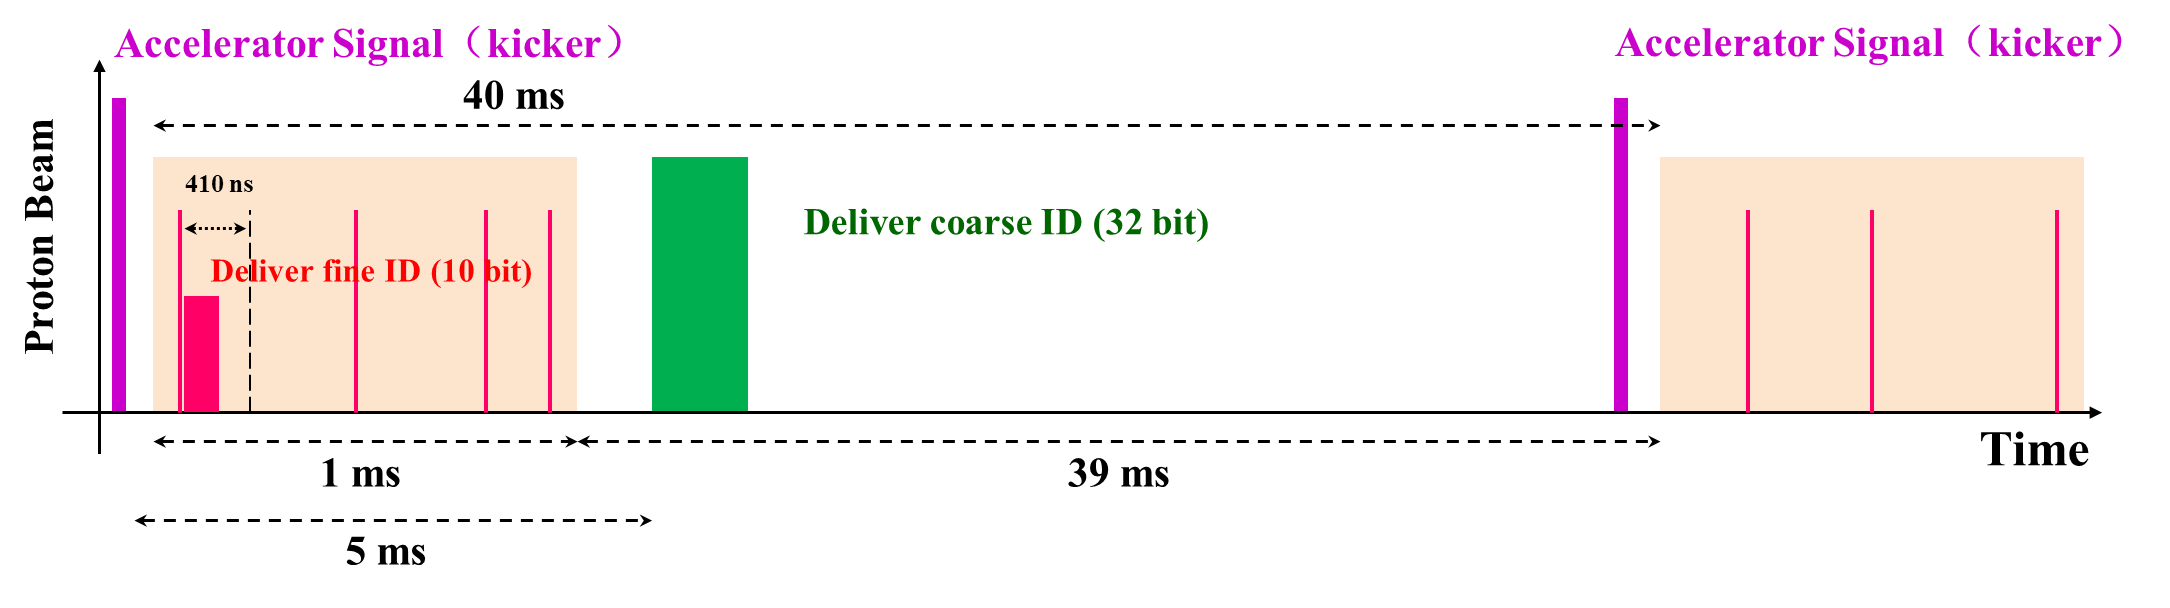 Accelerator Signal（kicker）
Accelerator Signal（kicker）
40 ms
410 ns
Deliver fine ID (10 bit)
Deliver coarse ID (32 bit)
Proton Beam
Time
1 ms
39 ms
5 ms